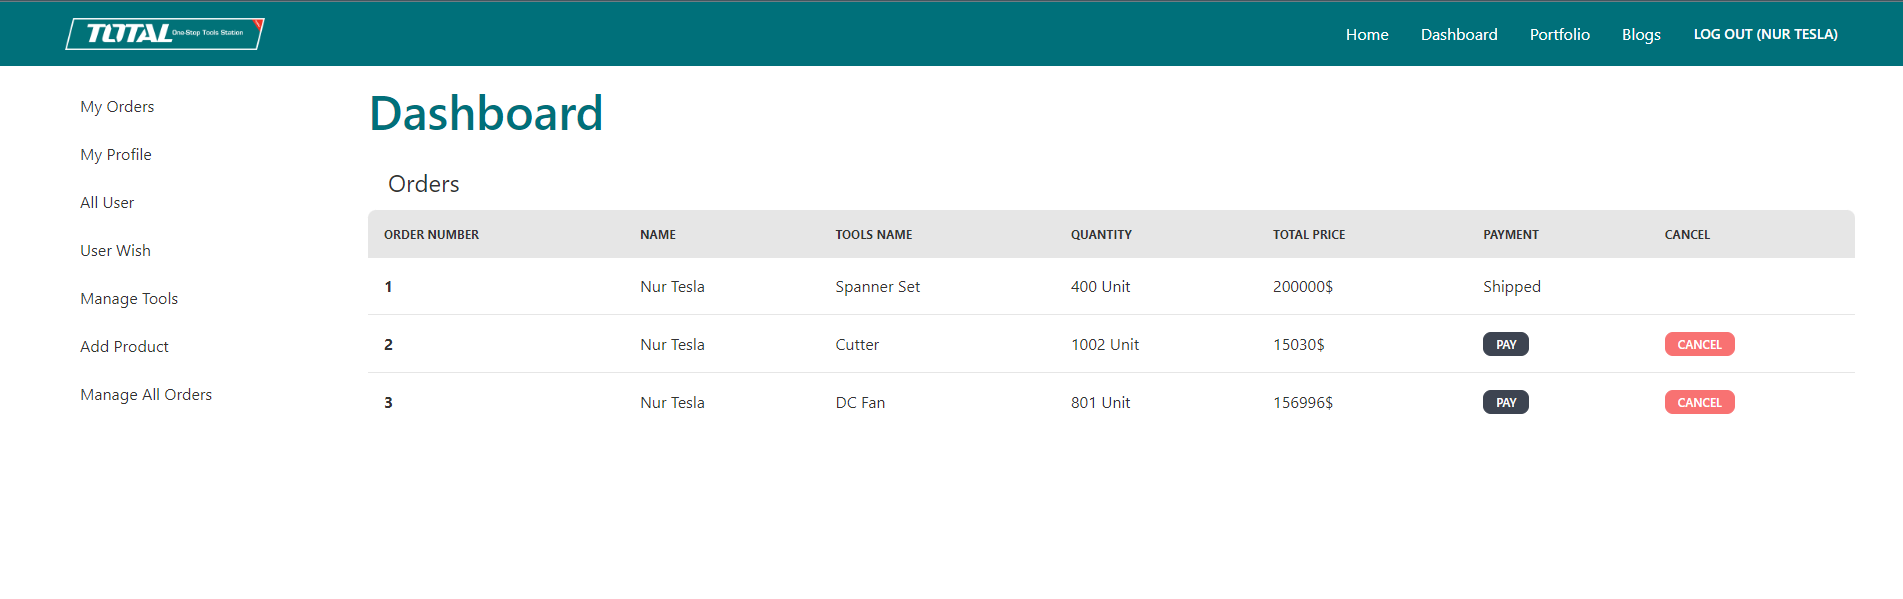 TOTAL One-Stop Tools Station
Home Dashboard Portfolio Blogs LOG OUT (NUR TESLA)
My Orders
My Profile
All User
User Wish
Manage Tools
Add Product
Manage All Orders
Dashboard
Orders
ORDER NUMBER NAME TOOLS NAME QUANTITY TOTAL PRICE PAYMENT CANCEL
1 Nur Tesla Spanner Set 400 Unit 200000$ Shipped
2 Nur Tesla Cutter 1002 Unit 15030$ PAY CANCEL
3 Nur Tesla DC Fan 801 Unit 156996$ PAY CANCEL